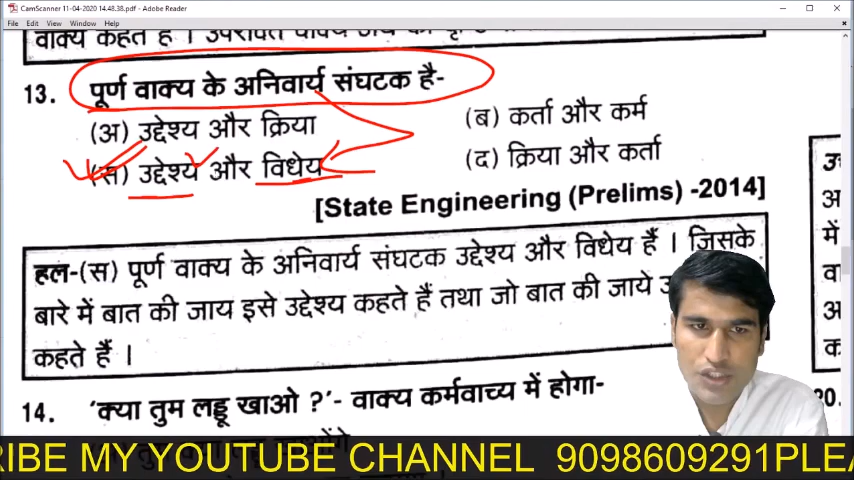 CamScanner 11-04-2020 14.48.38.pdf - Adobe Reader
File Edit View Window Help
वाक्य कहते हैं । उपरोक्त वाक्य
13. पूर्ण वाक्य के अनिवार्य संघटक है-
(अ) उद्देश्य और क्रिया (ब) कर्ता और कर्म
(स) उद्देश्य और विधेय (द) क्रिया और कर्ता
[State Engineering (Prelims) -2014]
हल-(स) पूर्ण वाक्य के अनिवार्य संघटक उद्देश्य और विधेय हैं । जिसके
बारे में बात की जाय इसे उद्देश्य कहते हैं तथा जो बात की जाये
कहते हैं ।
14. 'क्या तुम लड्डू खाओ ?'- वाक्य कर्मवाच्य में होगा-
RIBE MY YOUTUBE CHANNEL 9098609291PLEA
20.